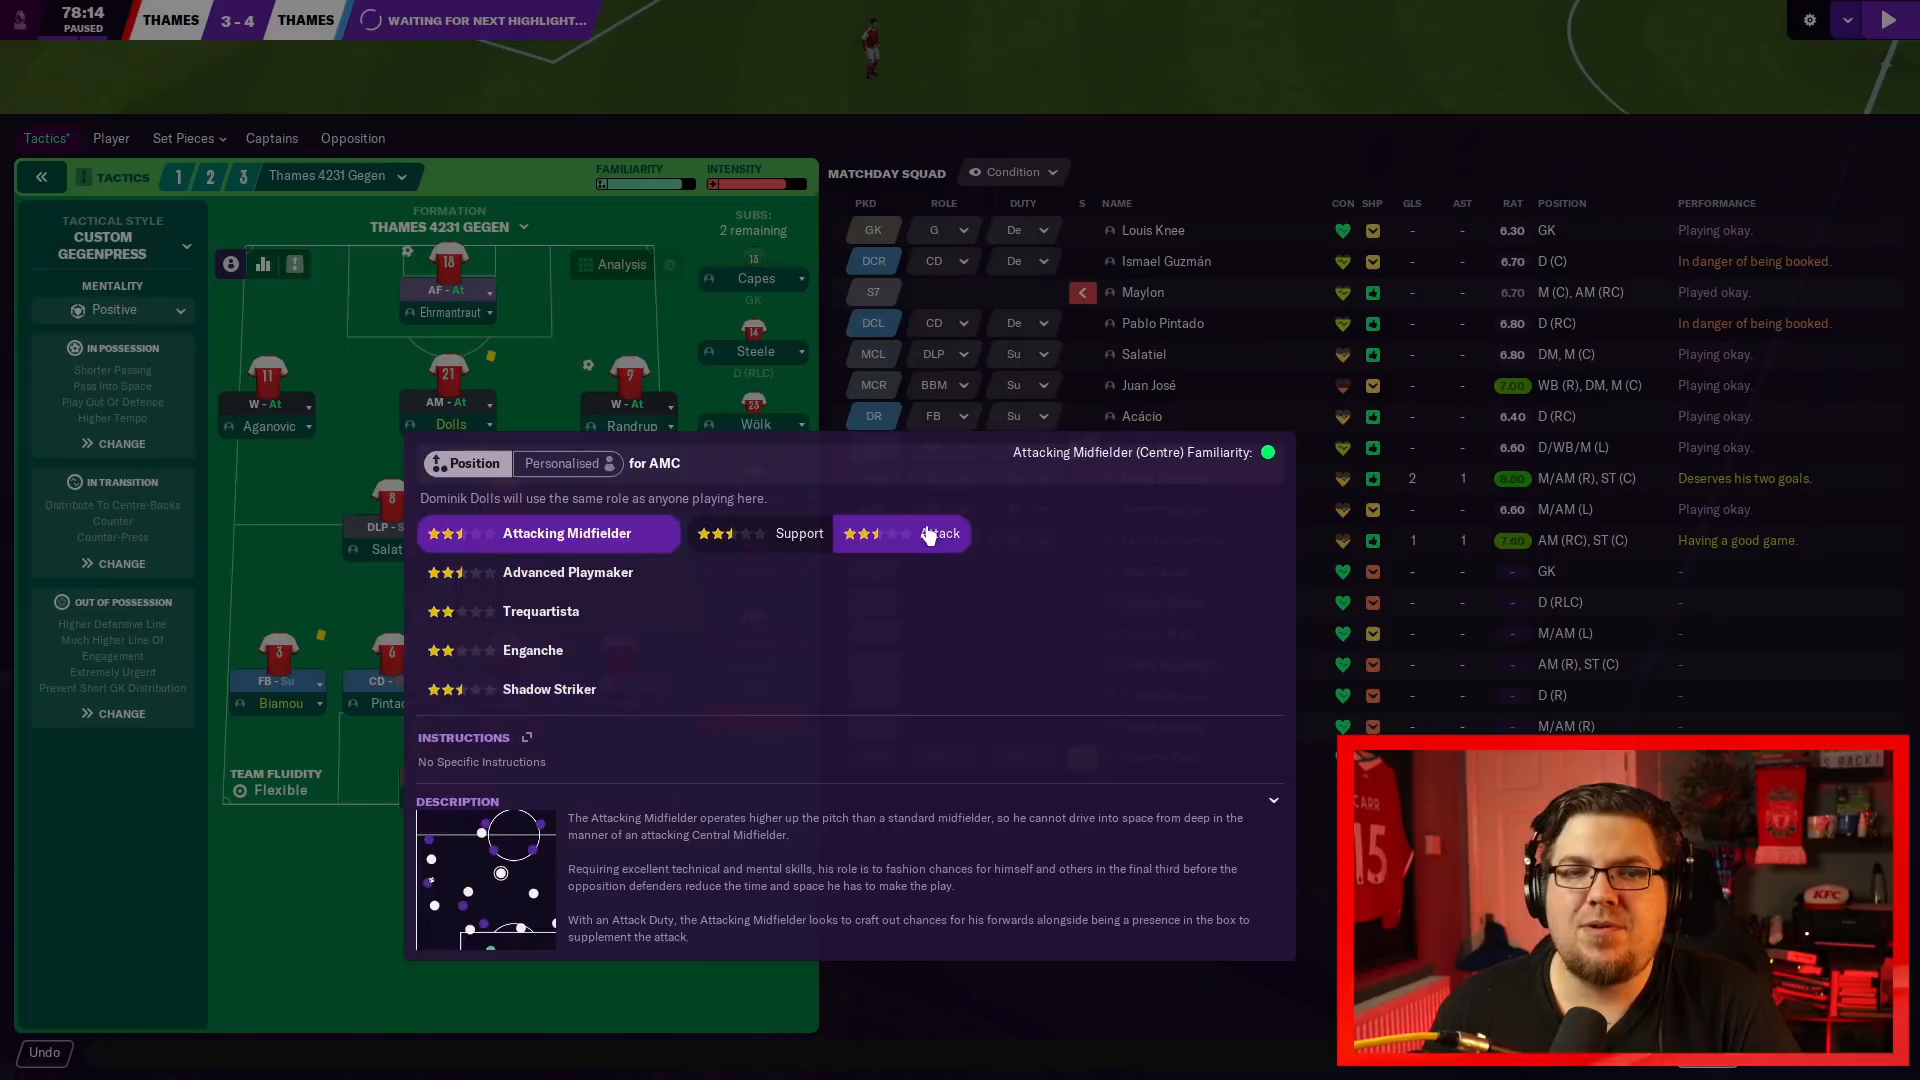 78:14
PAUSED
THAMES
3 - 4
THAMES
WAITING FOR NEXT HIGHLIGHT...
Tactics*
Player
Set Pieces
Captains
Opposition
TACTICS
1
2
3
Thames 4231 Gegen
FAMILIARITY
INTENSITY
TACTICAL STYLE
CUSTOM
GEGENPRESS
MENTALITY
Positive
IN POSSESSION
Shorter Passing
Pass Into Space
Play Out Of Defence
Higher Tempo
CHANGE
IN TRANSITION
Distribute To Centre-Backs
Counter
Counter-Press
CHANGE
OUT OF POSSESSION
Higher Defensive Line
Much Higher Line Of
Engagement
Extremely Urgent
Prevent Short GK Distribution
CHANGE
FORMATION
THAMES 4231 GEGEN
SUBS:
2 remaining
Analysis
18
AF - At
Ehrmantraut
11
W - At
Aganovic
21
AM - At
Dolls
9
W - At
Randrup
13
Capes
GK
14
Steele
D (RLC)
23
Wölk
8
DLP - S
Salat
3
FB - Su
Biamou
6
CD -
Pintac
TEAM FLUIDITY
Flexible
Undo
MATCHDAY SQUAD
Condition
PKD ROLE DUTY S NAME CON SHP GLS AST RAT POSITION PERFORMANCE
GK G De Louis Knee - - 6.30 GK Playing okay.
DCR CD De Ismael Guzmán - - 6.70 D (C) In danger of being booked.
S7 Maylon - - 6.70 M (C), AM (RC) Played okay.
DCL CD De Pablo Pintado - - 6.80 D (RC) In danger of being booked.
MCL DLP Su Salatiel - - 6.80 DM, M (C) Playing okay.
MCR BBM Su Juan José - - 7.00 WB (R), DM, M (C) Playing okay.
DR FB Su Acácio - - 6.40 D (RC) Playing okay.
- - 6.60 D/WB/M (L) Playing okay.
2 1 8.60 M/AM (R), ST (C) Deserves his two goals.
- - 6.60 M/AM (L) Playing okay.
1 1 7.60 AM (RC), ST (C) Having a good game.
- - - GK -
- - - D (RLC) -
- - - M/AM (L) -
- - - AM (R), ST (C) -
- - - D (R) -
- - - M/AM (R) -
Position
Personalised
for AMC
Attacking Midfielder (Centre) Familiarity:
Dominik Dolls will use the same role as anyone playing here.
Attacking Midfielder
Support
Attack
Advanced Playmaker
Trequartista
Enganche
Shadow Striker
INSTRUCTIONS
No Specific Instructions
DESCRIPTION
The Attacking Midfielder operates higher up the pitch than a standard midfielder, so he cannot drive into space from deep in the
manner of an attacking Central Midfielder.
Requiring excellent technical and mental skills, his role is to fashion chances for himself and others in the final third before the
opposition defenders reduce the time and space he has to make the play.
With an Attack Duty, the Attacking Midfielder looks to craft out chances for his forwards alongside being a presence in the box to
supplement the attack.
CARR
15
S BACK!
KFC